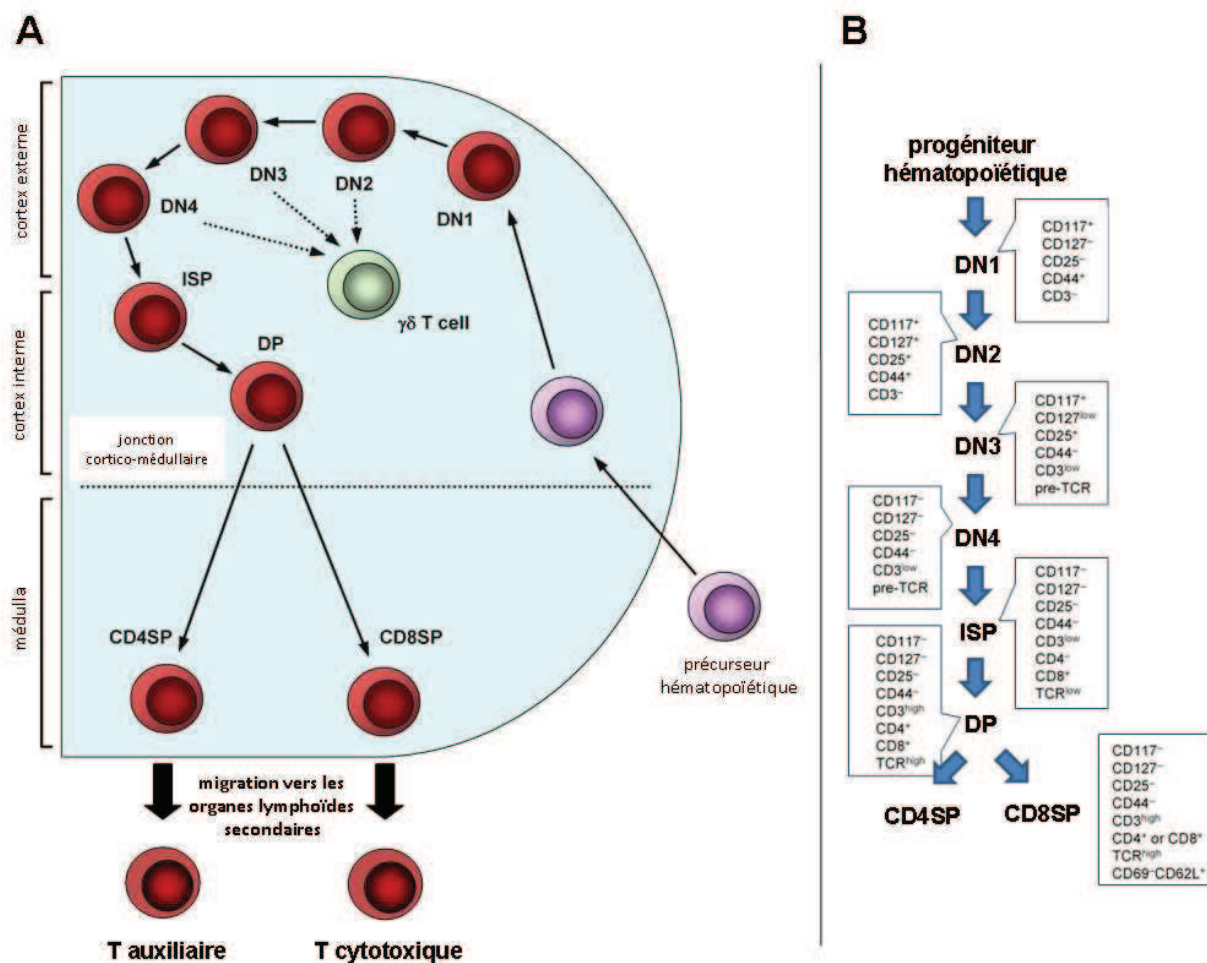 A
cortex externe
cortex interne
médulla
DN3
DN2
DN1
DN4
ISP
γδ T cell
DP
jonction
cortico-médullaire
CD4SP
CD8SP
précurseur
hématopoïétique
migration vers les
organes lymphoïdes
secondaires
T auxiliaire
T cytotoxique
B
progéniteur
hématopoïétique
CD117⁺
CD127⁻
CD25⁻
CD44⁺
CD3⁻
DN1
CD117⁺
CD127⁺
CD25⁺
CD44⁺
CD3⁻
DN2
CD117⁺
CD127low
CD25⁺
CD44⁻
CD3low
pre-TCR
DN3
CD117⁻
CD127⁻
CD25⁻
CD44⁻
CD3low
pre-TCR
DN4
CD117⁻
CD127⁻
CD25⁻
CD44⁻
CD3low
CD4⁻
CD8⁺
TCRlow
ISP
CD117⁻
CD127⁻
CD25⁻
CD44⁻
CD3high
CD4⁺
CD8⁺
TCRhigh
DP
CD4SP
CD8SP
CD117⁻
CD127⁻
CD25⁻
CD44⁻
CD3high
CD4⁺ or CD8⁺
TCRhigh
CD69⁻CD62L⁺